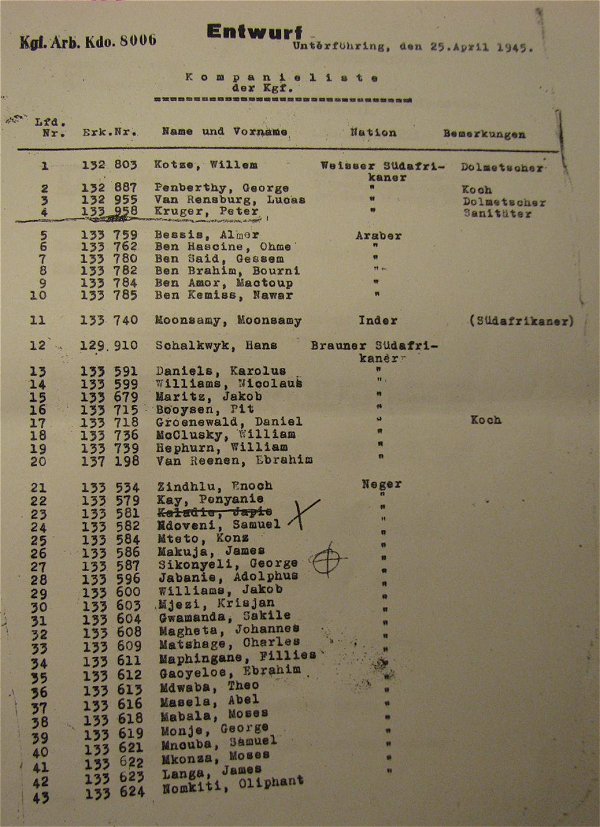 Kgf. Arb. Kdo. 8006
Entwurf
Unterföhring, den 25.April 1945.
Kompanieliste
der Kgf.
Lfd.
Nr. Erk.Nr. Name und Vorname Nation Bemerkungen
1 132 803 Kotze, Willem Weisser Südafri- Dolmetscher
kaner
2 132 887 Penberthy, George " Koch
3 132 955 Van Rensburg, Lucas " Dolmetscher
4 133 958 Kruger, Peter " Sanitäter
5 133 759 Bessis, Almer Araber
6 133 762 Ben Hascine, Ohme "
7 133 780 Ben Said, Gessem "
8 133 782 Ben Brahim, Bourni "
9 133 784 Ben Amor, Mactoup "
10 133 785 Ben Kemiss, Nawar "
11 133 740 Moonsamy, Moonsamy Inder (Südafrikaner)
12 129.910 Schalkwyk, Hans Brauner Südafri-
kaner
13 133 591 Daniels, Karolus "
14 133 599 Williams, Nicolaus "
15 133 679 Maritz, Jakob "
16 133 715 Booysen, Pit "
17 133 718 Groenewald, Daniel " Koch
18 133 736 McClusky, William "
19 133 739 Hephurn, William "
20 137 198 Van Reenen, Ebrahim "
21 133 534 Zindhlu, Enoch Neger
22 133 579 Kay, Ponyanie "
23 133 581 Kaladie, Japie "
24 133 582 Ndoveni, Samuel "
25 133 584 Mteto, Konz "
26 133 586 Makuja, James "
27 133 587 Sikonyeli, George "
28 133 596 Jabanie, Adolphus "
29 133 600 Williams, Jakob "
30 133 603 Mjezi, Krisjan "
31 133 604 Gwamanda, Sakile "
32 133 608 Magheta, Johannes "
33 133 609 Matshage, Charles "
34 133 611 Maphingane, Fillies "
35 133 612 Gaoyeloe, Ebrahim "
36 133 613 Mdwaba, Theo "
37 133 616 Masela, Abel "
38 133 618 Mabala, Moses "
39 133 619 Monje, George "
40 133 621 Mncuba, Samuel "
41 133 622 Mkonza, Moses "
42 133 623 Langa, James "
43 133 624 Nomkiti, Oliphant "